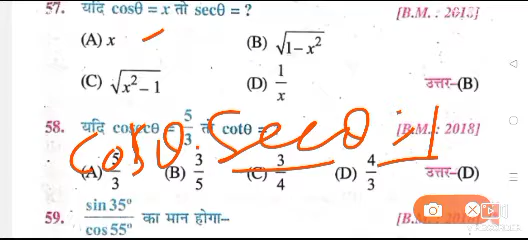 57. यदि cosθ = x तो secθ = ? [B.M. : 2018]
(A) x (B) √1−x²
(C) √x²−1 (D) 1/x उत्तर–(B)
58. यदि cosecθ = 5/3 तो cotθ = [B.M. : 2018]
cosθ · secθ = 1
(A) 5/3 (B) 3/5 (C) 3/4 (D) 4/3 उत्तर–(D)
59. sin 35°/cos 55° का मान होगा– [B.M.